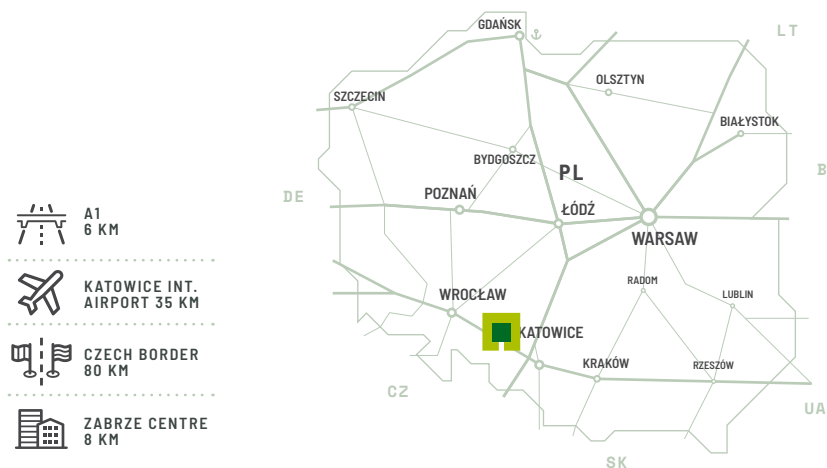 A1
6 KM
KATOWICE INT.
AIRPORT 35 KM
CZECH BORDER
80 KM
ZABRZE CENTRE
8 KM
GDAŃSK
LT
OLSZTYN
SZCZECIN
BIAŁYSTOK
BYDGOSZCZ
PL
B
DE
POZNAŃ
ŁÓDŹ
WARSAW
RADOM
WROCŁAW
LUBLIN
KATOWICE
KRAKÓW
RZESZÓW
CZ
UA
SK